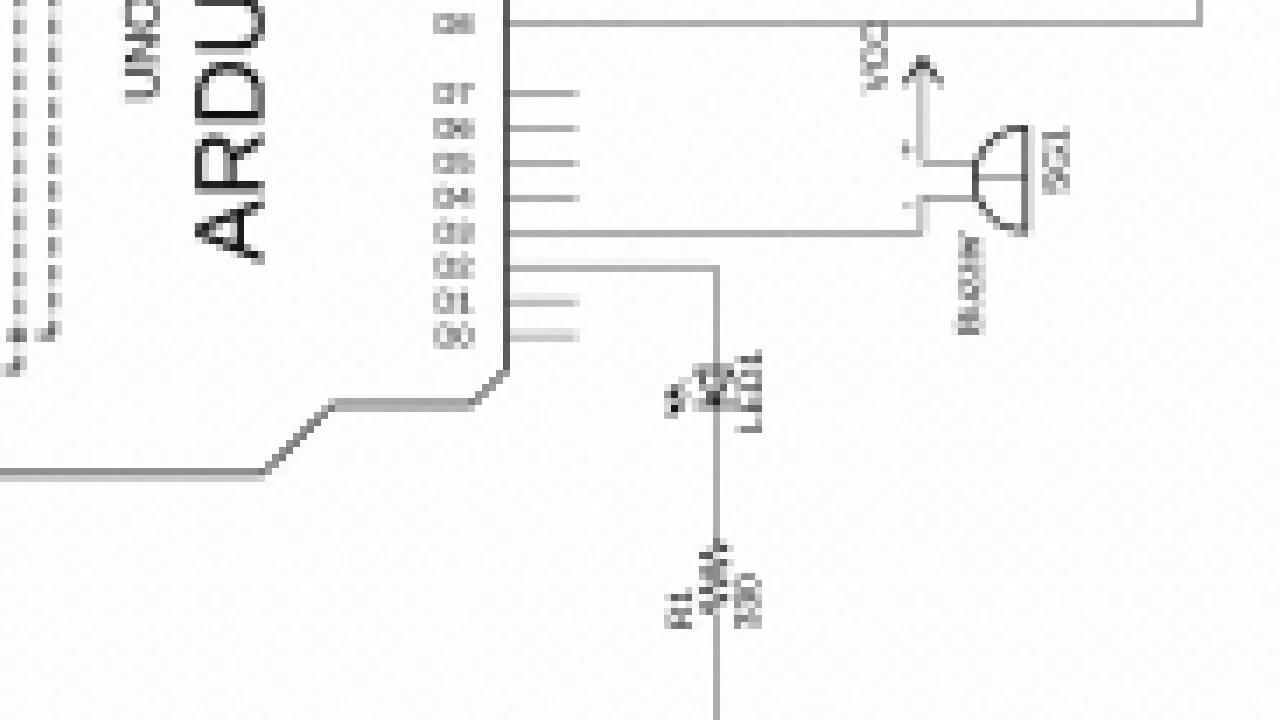 UNO
ARDU
D8
D7
D6
D5
D4
D3
D2
D1
D0
VCC
SG1
Buzzer
LED1
R1
330